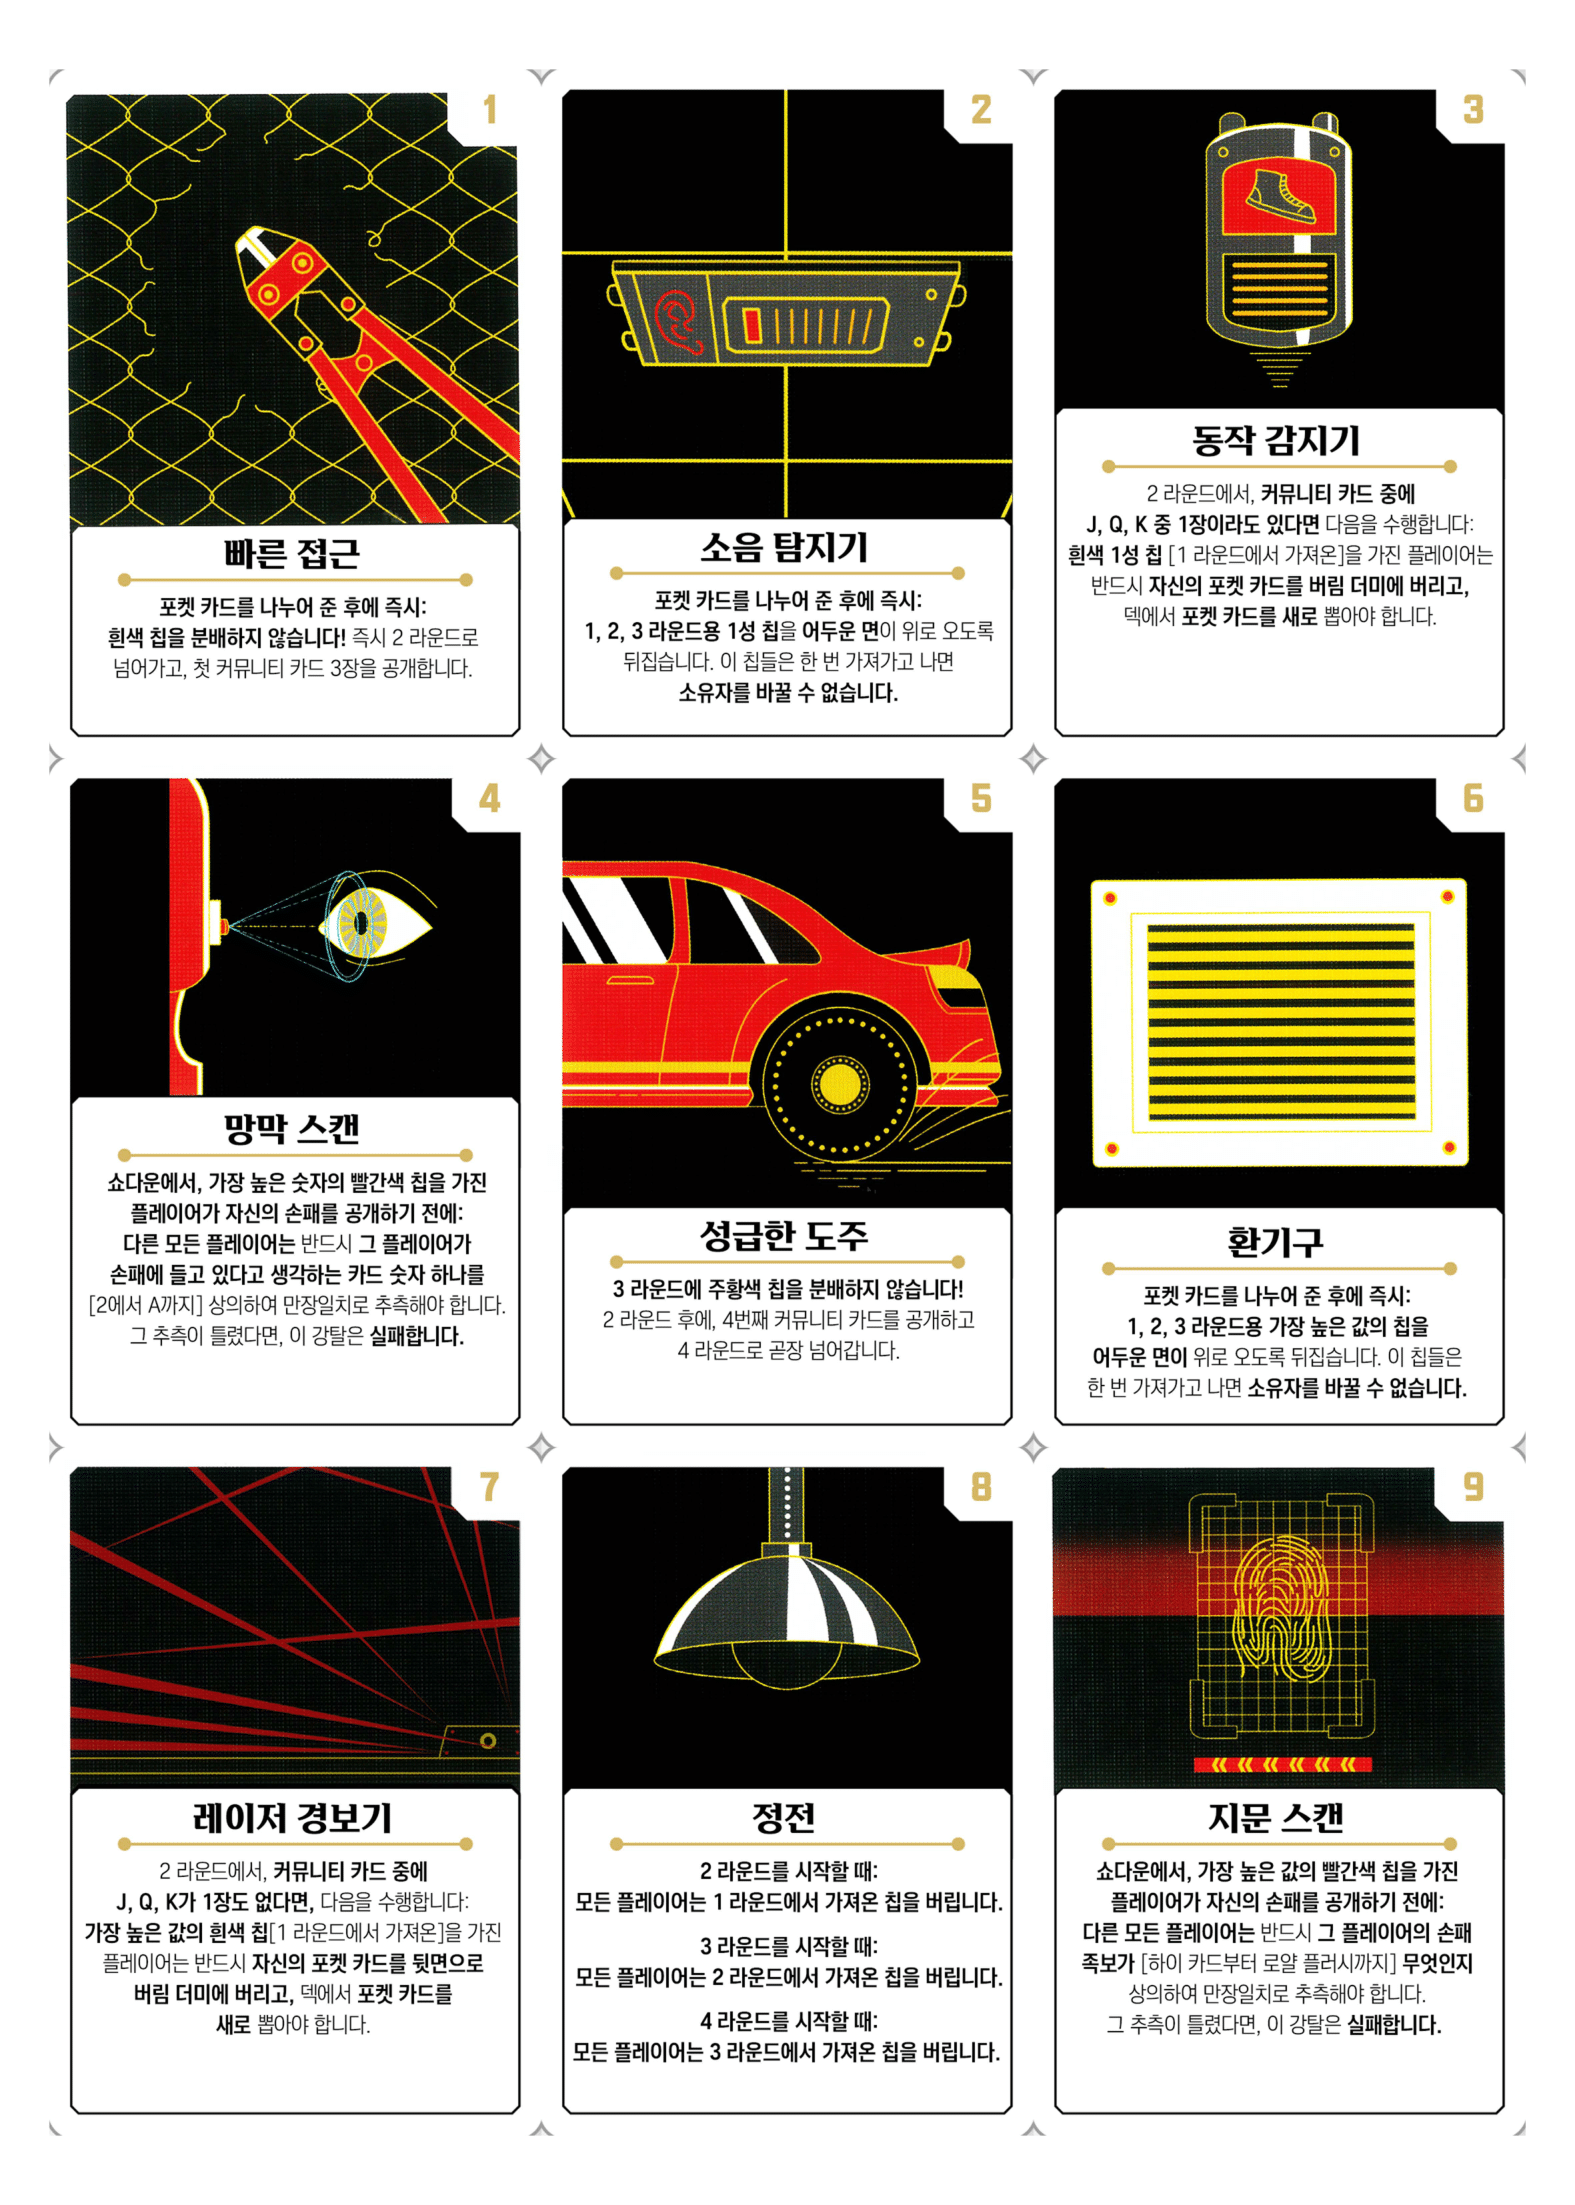 1
빠른 접근
포켓 카드를 나누어 준 후에 즉시:
흰색 칩을 분배하지 않습니다! 즉시 2 라운드로
넘어가고, 첫 커뮤니티 카드 3장을 공개합니다.
2
소음 탐지기
포켓 카드를 나누어 준 후에 즉시:
1, 2, 3 라운드용 1성 칩을 어두운 면이 위로 오도록
뒤집습니다. 이 칩들은 한 번 가져가고 나면
소유자를 바꿀 수 없습니다.
3
동작 감지기
2 라운드에서, 커뮤니티 카드 중에
J, Q, K 중 1장이라도 있다면 다음을 수행합니다:
흰색 1성 칩 [1 라운드에서 가져온]을 가진 플레이어는
반드시 자신의 포켓 카드를 버림 더미에 버리고,
덱에서 포켓 카드를 새로 뽑아야 합니다.
4
망막 스캔
쇼다운에서, 가장 높은 숫자의 빨간색 칩을 가진
플레이어가 자신의 손패를 공개하기 전에:
다른 모든 플레이어는 반드시 그 플레이어가
손패에 들고 있다고 생각하는 카드 숫자 하나를
[2에서 A까지] 상의하여 만장일치로 추측해야 합니다.
그 추측이 틀렸다면, 이 강탈은 실패합니다.
5
성급한 도주
3 라운드에 주황색 칩을 분배하지 않습니다!
2 라운드 후에, 4번째 커뮤니티 카드를 공개하고
4 라운드로 곧장 넘어갑니다.
6
환기구
포켓 카드를 나누어 준 후에 즉시:
1, 2, 3 라운드용 가장 높은 값의 칩을
어두운 면이 위로 오도록 뒤집습니다. 이 칩들은
한 번 가져가고 나면 소유자를 바꿀 수 없습니다.
7
레이저 경보기
2 라운드에서, 커뮤니티 카드 중에
J, Q, K가 1장도 없다면, 다음을 수행합니다:
가장 높은 값의 흰색 칩[1 라운드에서 가져온]을 가진
플레이어는 반드시 자신의 포켓 카드를 뒷면으로
버림 더미에 버리고, 덱에서 포켓 카드를
새로 뽑아야 합니다.
8
정전
2 라운드를 시작할 때:
모든 플레이어는 1 라운드에서 가져온 칩을 버립니다.
3 라운드를 시작할 때:
모든 플레이어는 2 라운드에서 가져온 칩을 버립니다.
4 라운드를 시작할 때:
모든 플레이어는 3 라운드에서 가져온 칩을 버립니다.
9
지문 스캔
쇼다운에서, 가장 높은 값의 빨간색 칩을 가진
플레이어가 자신의 손패를 공개하기 전에:
다른 모든 플레이어는 반드시 그 플레이어의 손패
족보가 [하이 카드부터 로얄 플러시까지] 무엇인지
상의하여 만장일치로 추측해야 합니다.
그 추측이 틀렸다면, 이 강탈은 실패합니다.